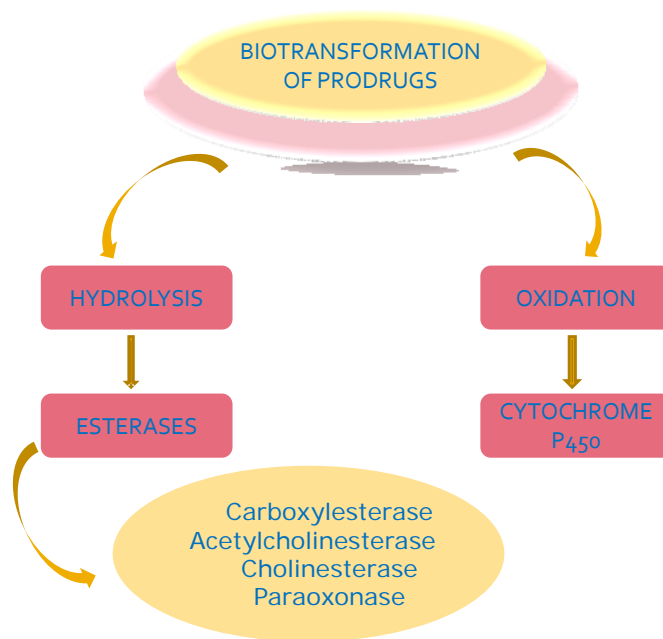 BIOTRANSFORMATION
OF PRODRUGS
HYDROLYSIS
OXIDATION
ESTERASES
CYTOCHROME
P450
Carboxylesterase
Acetylcholinesterase
Cholinesterase
Paraoxonase